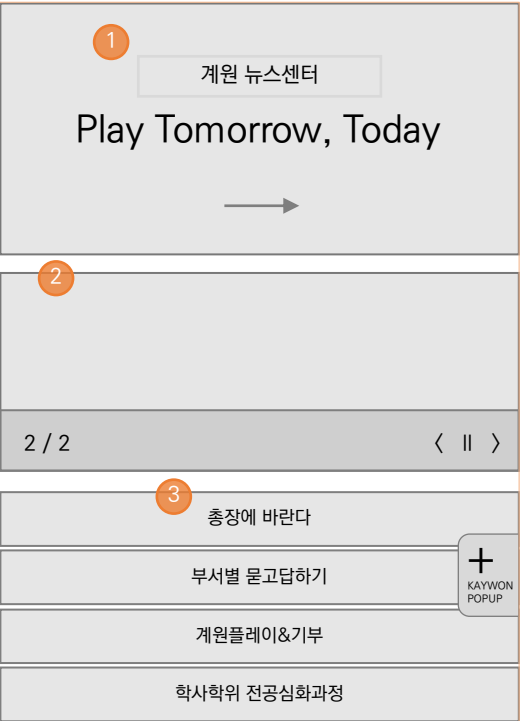 1
계원 뉴스센터
Play Tomorrow, Today
2
2 / 2
〈 II 〉
3
총장에 바란다
부서별 묻고답하기
+
KAYWON
POPUP
계원플레이&기부
학사학위 전공심화과정